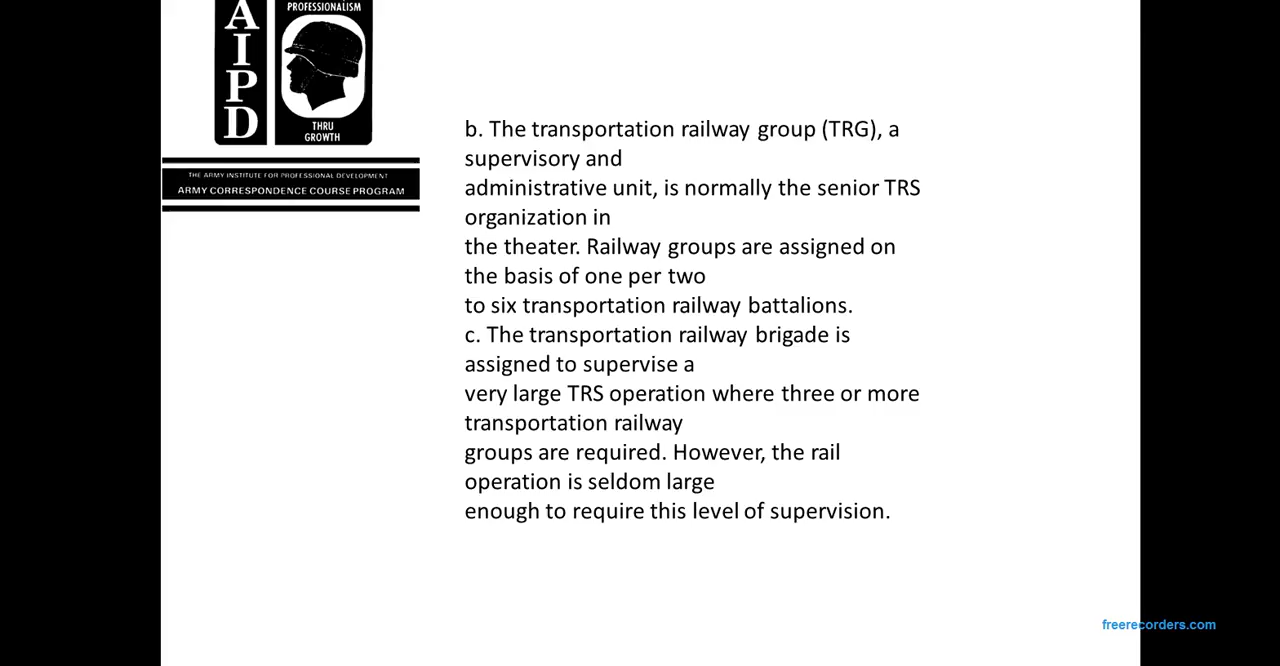 A
I
P
D
PROFESSIONALISM
THRU
GROWTH
THE ARMY INSTITUTE FOR PROFESSIONAL DEVELOPMENT
ARMY CORRESPONDENCE COURSE PROGRAM
b. The transportation railway group (TRG), a
supervisory and
administrative unit, is normally the senior TRS
organization in
the theater. Railway groups are assigned on
the basis of one per two
to six transportation railway battalions.
c. The transportation railway brigade is
assigned to supervise a
very large TRS operation where three or more
transportation railway
groups are required. However, the rail
operation is seldom large
enough to require this level of supervision.
freerecorders.com